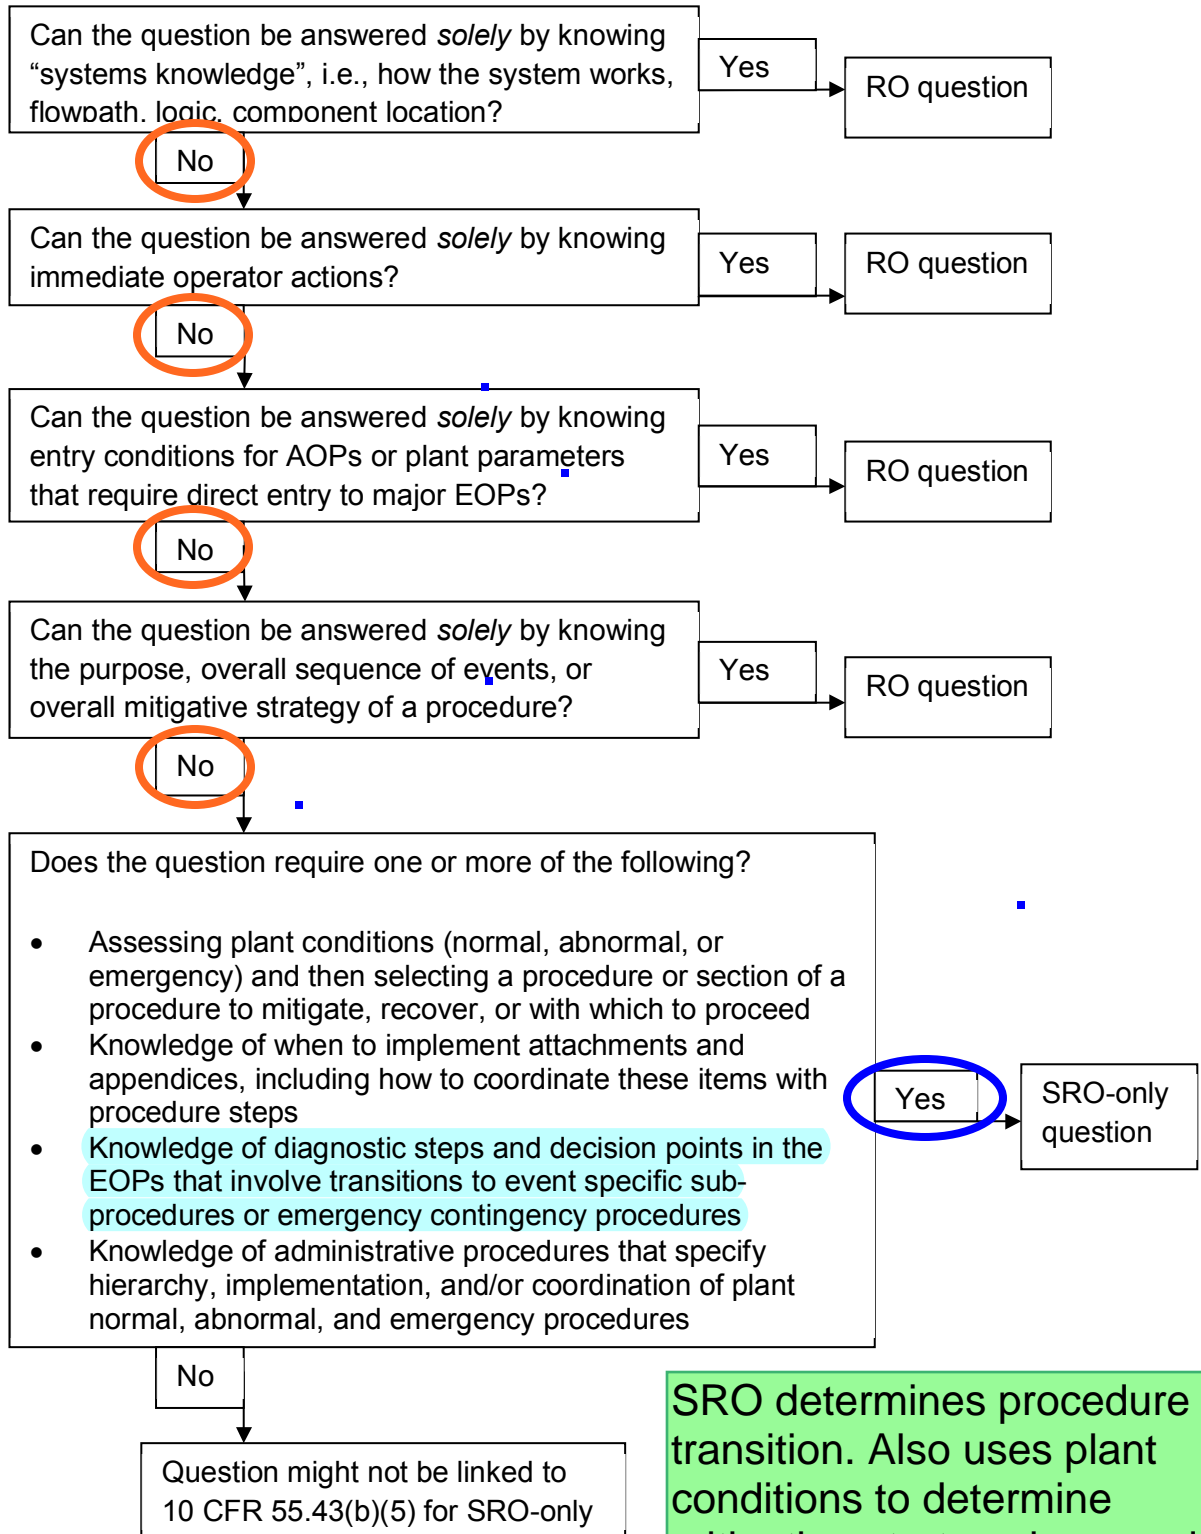 Can the question be answered solely by knowing
“systems knowledge”, i.e., how the system works,
flowpath, logic, component location?
Yes
RO question
No
Can the question be answered solely by knowing
immediate operator actions?
Yes
RO question
No
Can the question be answered solely by knowing
entry conditions for AOPs or plant parameters
that require direct entry to major EOPs?
Yes
RO question
No
Can the question be answered solely by knowing
the purpose, overall sequence of events, or
overall mitigative strategy of a procedure?
Yes
RO question
No
Does the question require one or more of the following?
• Assessing plant conditions (normal, abnormal, or
emergency) and then selecting a procedure or section of a
procedure to mitigate, recover, or with which to proceed
• Knowledge of when to implement attachments and
appendices, including how to coordinate these items with
procedure steps
• Knowledge of diagnostic steps and decision points in the
EOPs that involve transitions to event specific sub-
procedures or emergency contingency procedures
• Knowledge of administrative procedures that specify
hierarchy, implementation, and/or coordination of plant
normal, abnormal, and emergency procedures
Yes
SRO-only
question
No
Question might not be linked to
10 CFR 55.43(b)(5) for SRO-only
SRO determines procedure
transition. Also uses plant
conditions to determine